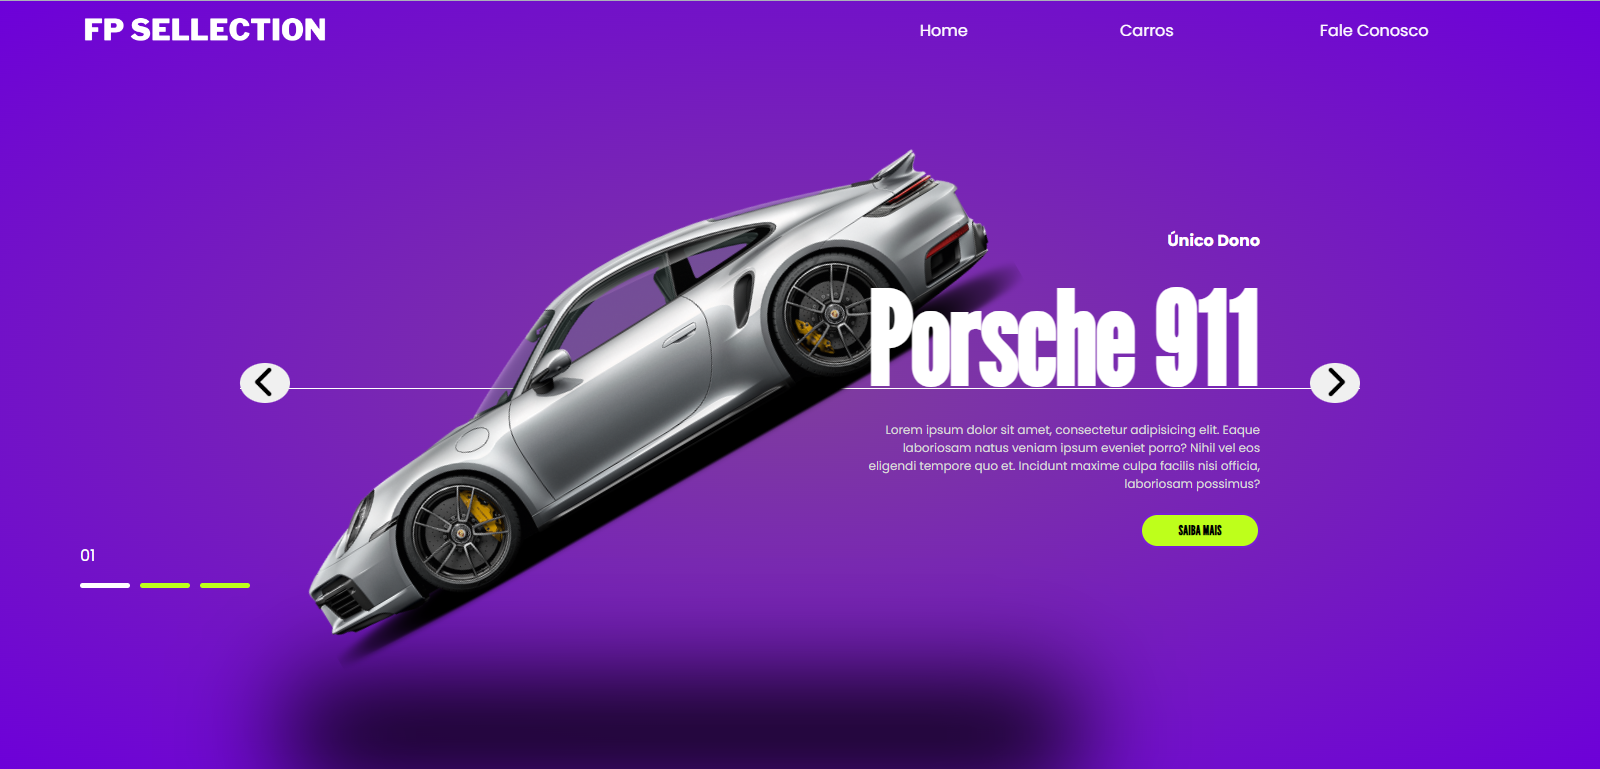 FP SELLECTION
Home
Carros
Fale Conosco
Único Dono
Porsche 911
Lorem ipsum dolor sit amet, consectetur adipisicing elit. Eaque
laboriosam natus veniam ipsum eveniet porro? Nihil vel eos
eligendi tempore quo et. Incidunt maxime culpa facilis nisi officia,
laboriosam possimus?
SAIBA MAIS
01